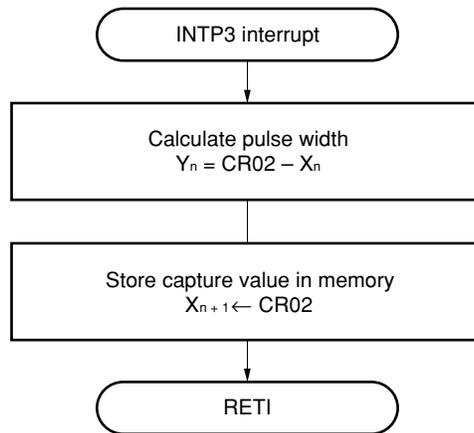 INTP3 interrupt
Calculate pulse width
Yn = CR02 – Xn
Store capture value in memory
Xn + 1 ← CR02
RETI